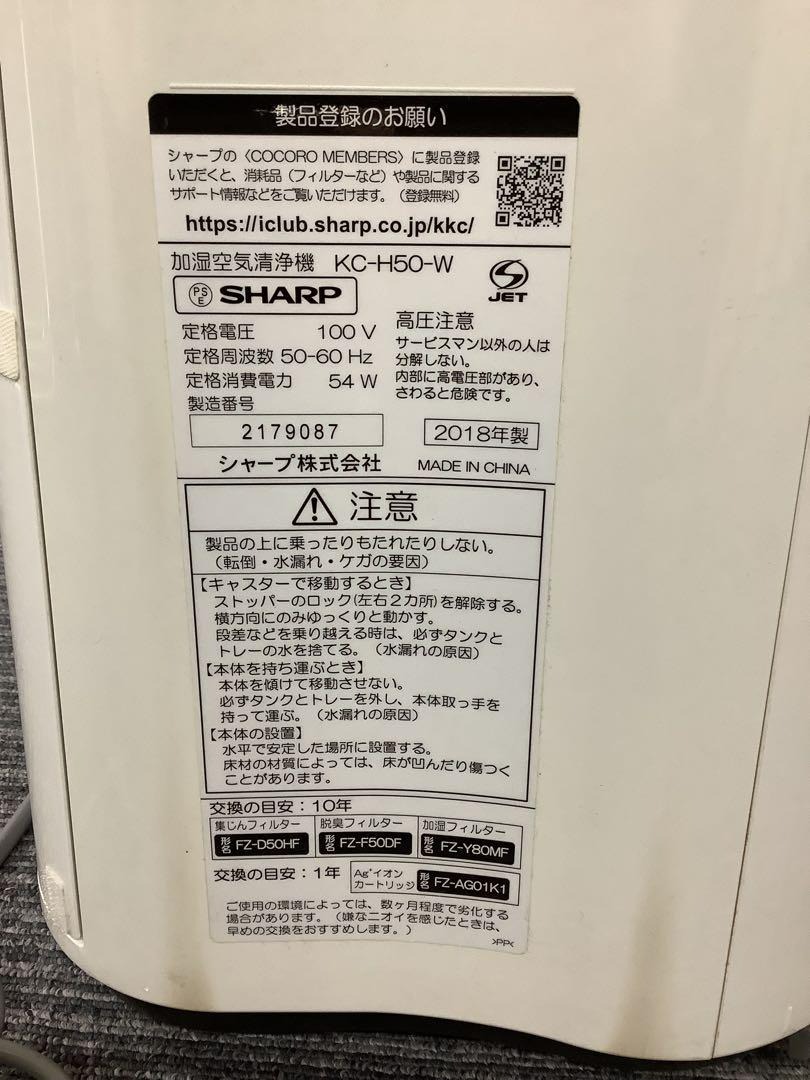 製品登録のお願い
シャープの〈COCORO MEMBERS〉に製品登録
いただくと、消耗品（フィルターなど）や製品に関する
サポート情報などをご覧いただけます。（登録無料）
https://iclub.sharp.co.jp/kkc/
加湿空気清浄機 KC-H50-W
PS
E
SHARP
JET
定格電圧 100 V
定格周波数 50-60 Hz
定格消費電力 54 W
製造番号
高圧注意
サービスマン以外の人は
分解しない。
内部に高電圧部があり、
さわると危険です。
2179087
2018年製
シャープ株式会社
MADE IN CHINA
注意
製品の上に乗ったりもたれたりしない。
（転倒・水漏れ・ケガの要因）
【キャスターで移動するとき】
ストッパーのロック(左右２カ所)を解除する。
横方向にのみゆっくりと動かす。
段差などを乗り越える時は、必ずタンクと
トレーの水を捨てる。（水漏れの原因）
【本体を持ち運ぶとき】
本体を傾けて移動させない。
必ずタンクとトレーを外し、本体取っ手を
持って運ぶ。（水漏れの原因）
【本体の設置】
水平で安定した場所に設置する。
床材の材質によっては、床が凹んだり傷つく
ことがあります。
交換の目安：10年
集じんフィルター
形名 FZ-D50HF
脱臭フィルター
形名 FZ-F50DF
加湿フィルター
形名 FZ-Y80MF
交換の目安：1年
Ag⁺イオン
カートリッジ
形名 FZ-AG01K1
ご使用の環境によっては、数ヶ月程度で劣化する
場合があります。（嫌なニオイを感じたときは、
早めの交換をおすすめします。）
>PP<